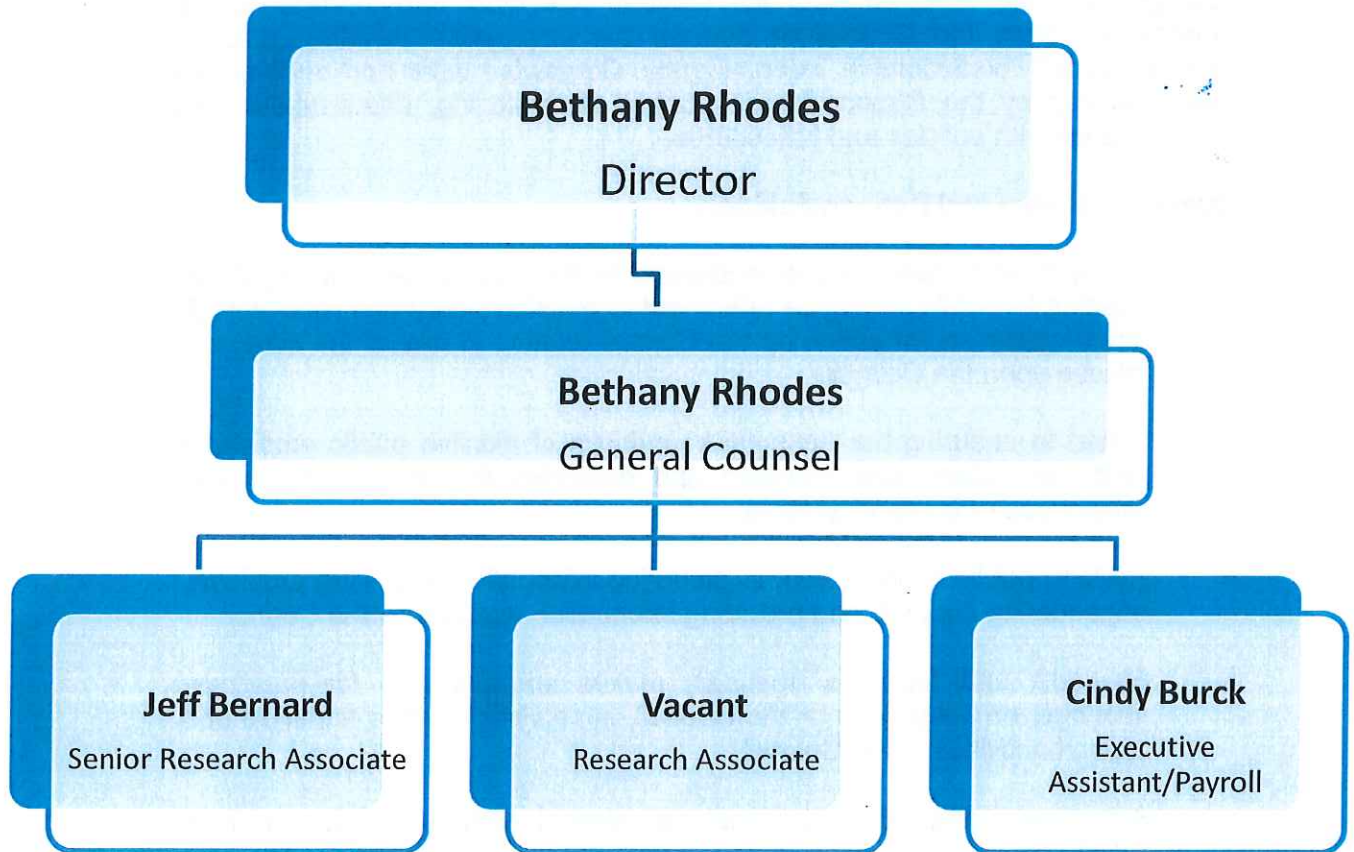 Bethany Rhodes
Director
Bethany Rhodes
General Counsel
Jeff Bernard
Senior Research Associate
Vacant
Research Associate
Cindy Burck
Executive
Assistant/Payroll